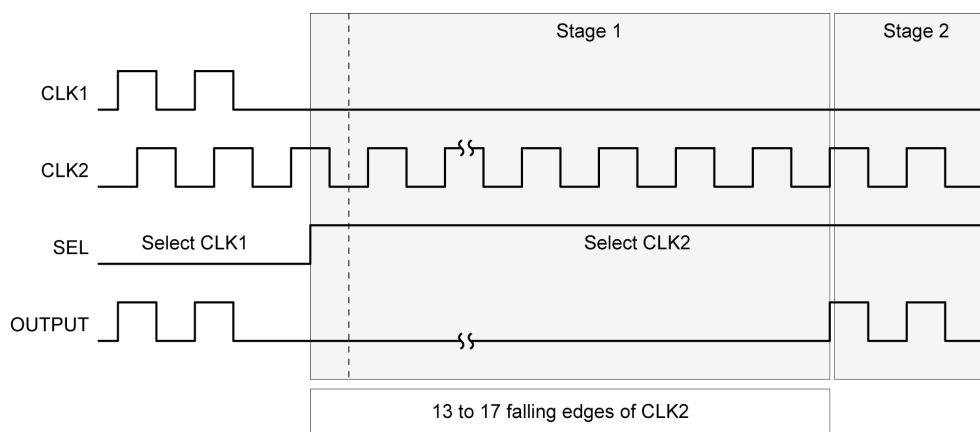 Stage 1
Stage 2
CLK1
CLK2
SEL
Select CLK1
Select CLK2
OUTPUT
13 to 17 falling edges of CLK2